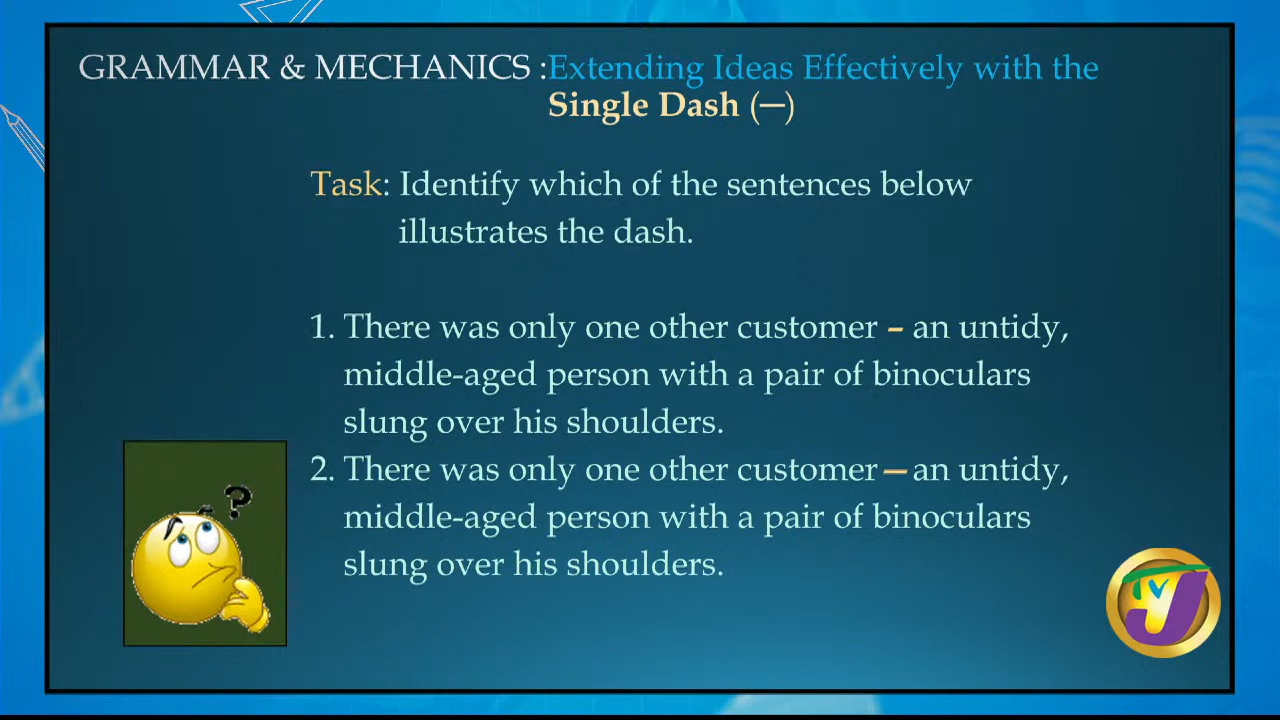 GRAMMAR & MECHANICS :Extending Ideas Effectively with the
Single Dash (—)
Task: Identify which of the sentences below
illustrates the dash.
1. There was only one other customer – an untidy,
middle-aged person with a pair of binoculars
slung over his shoulders.
2. There was only one other customer—an untidy,
middle-aged person with a pair of binoculars
slung over his shoulders.
?
TVJ